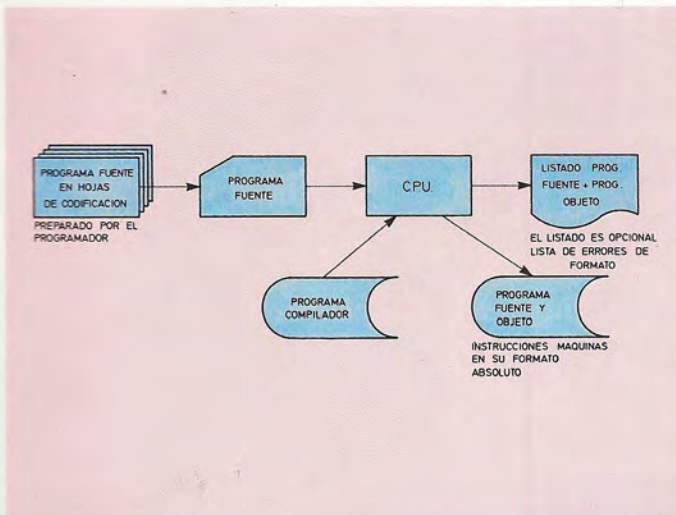 PROGRAMA FUENTE
EN HOJAS
DE CODIFICACION
PREPARADO POR EL
PROGRAMADOR
PROGRAMA
FUENTE
C.P.U.
LISTADO PROG.
FUENTE + PROG.
OBJETO
EL LISTADO ES OPCIONAL
LISTA DE ERRORES DE
FORMATO
PROGRAMA
COMPILADOR
PROGRAMA
FUENTE Y
OBJETO
INSTRUCCIONES MAQUINAS
EN SU FORMATO
ABSOLUTO